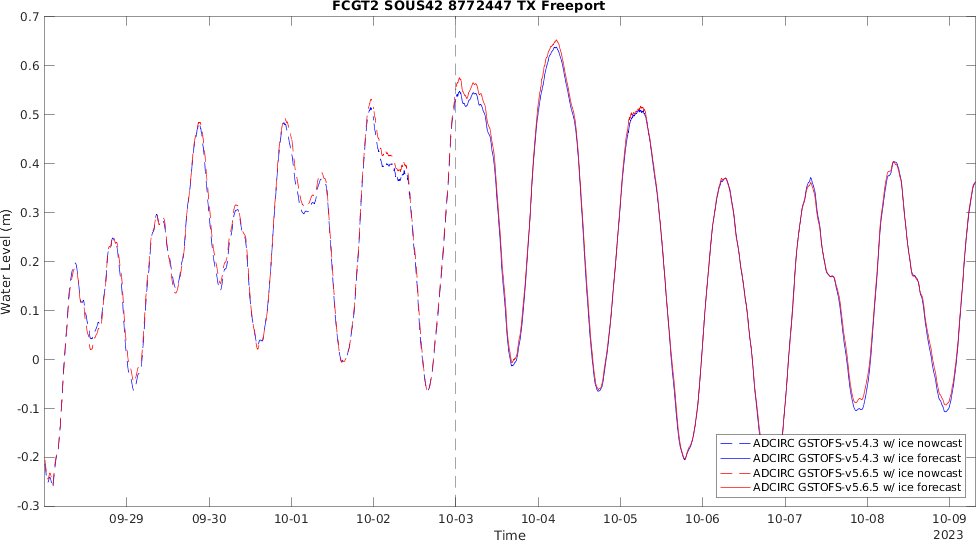 FCGT2 SOUS42 8772447 TX Freeport
0.7
0.6
0.5
0.4
0.3
0.2
0.1
0
-0.1
-0.2
-0.3
Water Level (m)
ADCIRC GSTOFS-v5.4.3 w/ ice nowcast
ADCIRC GSTOFS-v5.4.3 w/ ice forecast
ADCIRC GSTOFS-v5.6.5 w/ ice nowcast
ADCIRC GSTOFS-v5.6.5 w/ ice forecast
09-29 09-30 10-01 10-02 10-03 10-04 10-05 10-06 10-07 10-08 10-09
2023
Time